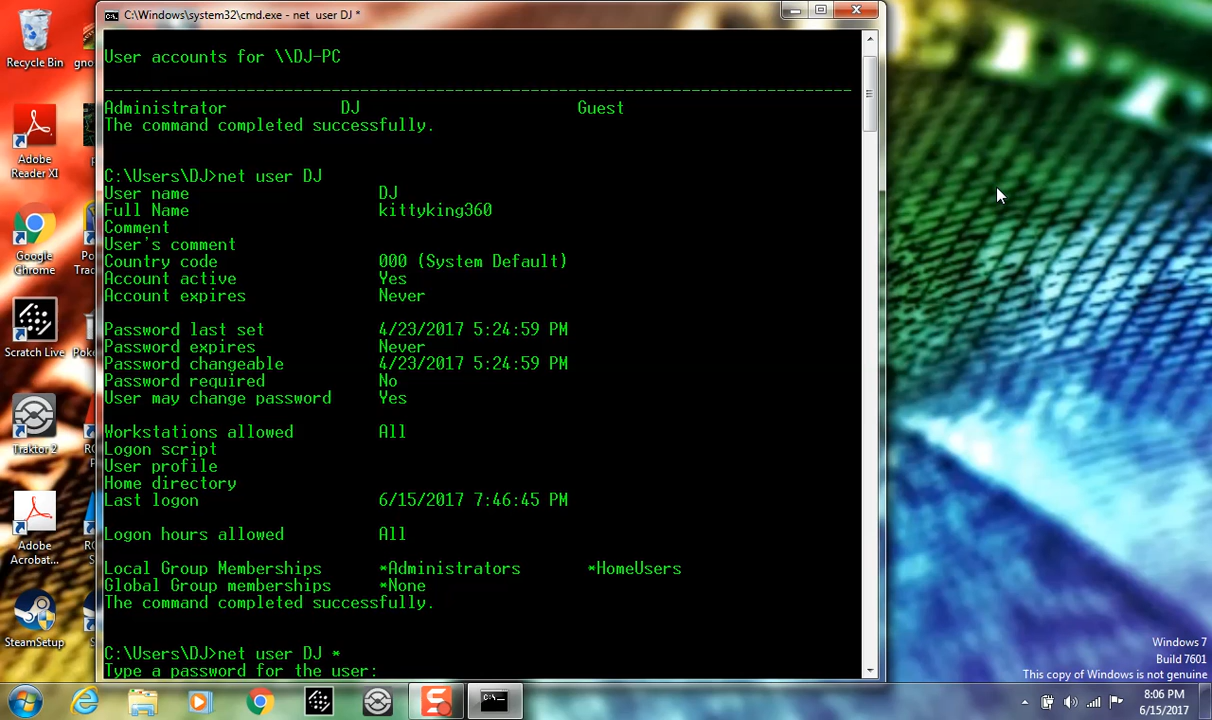 C:\Windows\system32\cmd.exe - net  user DJ *
User accounts for \\DJ-PC
-------------------------------------------------------------------------------
Administrator            DJ                       Guest
The command completed successfully.
C:\Users\DJ>net user DJ
User name                    DJ
Full Name                    kittyking360
Comment
User's comment
Country code                 000 (System Default)
Account active               Yes
Account expires              Never
Password last set            4/23/2017 5:24:59 PM
Password expires             Never
Password changeable          4/23/2017 5:24:59 PM
Password required            No
User may change password     Yes
Workstations allowed         All
Logon script
User profile
Home directory
Last logon                   6/15/2017 7:46:45 PM
Logon hours allowed          All
Local Group Memberships      *Administrators       *HomeUsers
Global Group memberships     *None
The command completed successfully.
C:\Users\DJ>net user DJ *
Type a password for the user:
Recycle Bin
gno
Adobe
Reader XI
Google
Chrome
Po
Trac
Scratch Live
Poke
Traktor 2
Adobe
Acrobat...
SteamSetup
Windows 7
Build 7601
This copy of Windows is not genuine
8:06 PM
6/15/2017